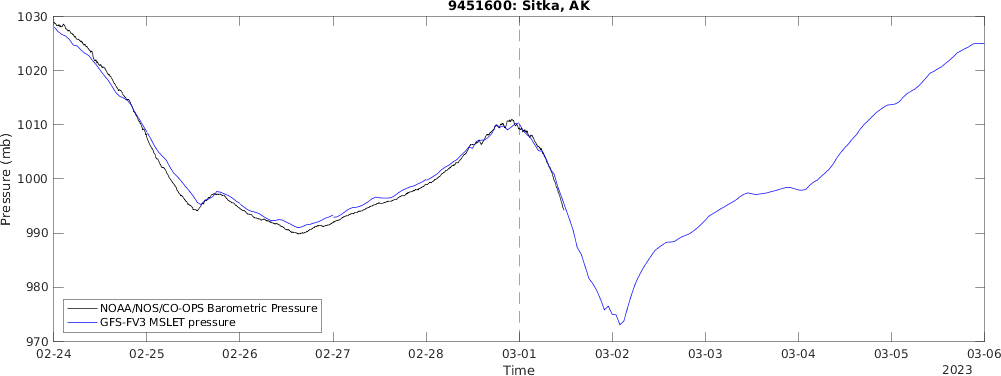 9451600: Sitka, AK
1030
1020
1010
1000
990
980
970
Pressure (mb)
NOAA/NOS/CO-OPS Barometric Pressure
GFS-FV3 MSLET pressure
02-24 02-25 02-26 02-27 02-28 03-01 03-02 03-03 03-04 03-05 03-06
Time
2023